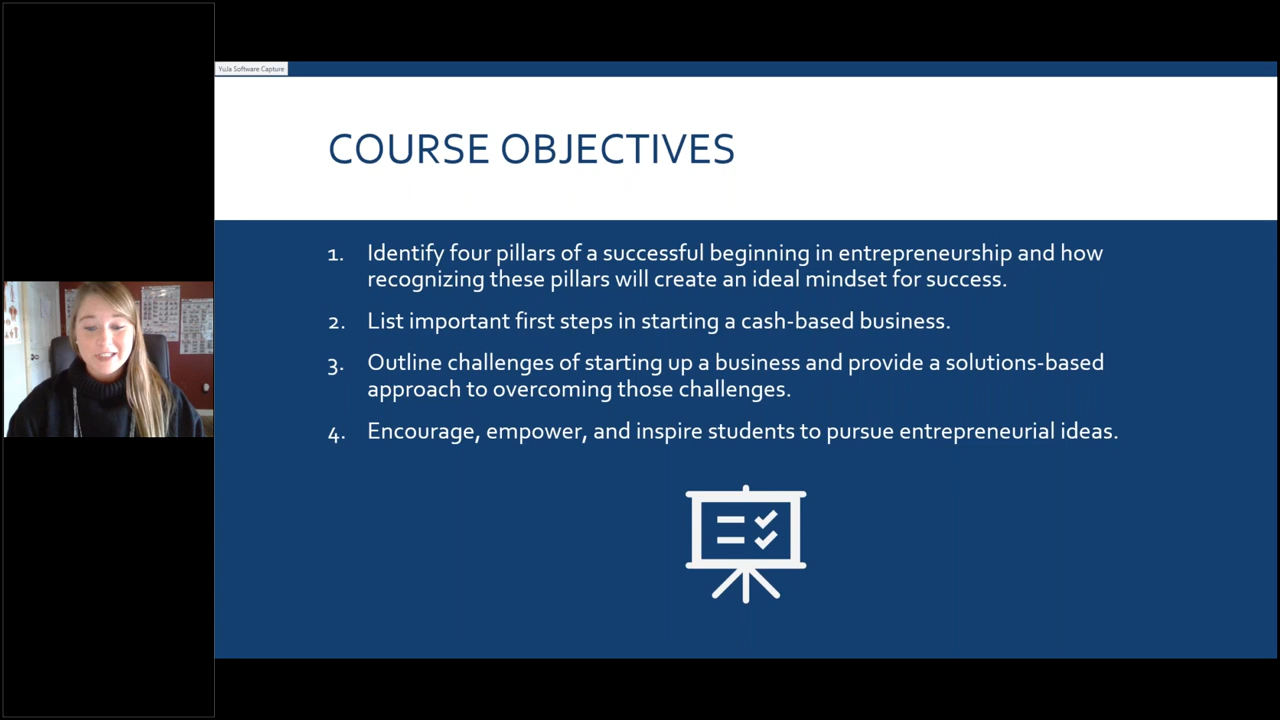 YuJa Software Capture
COURSE OBJECTIVES
1. Identify four pillars of a successful beginning in entrepreneurship and how
recognizing these pillars will create an ideal mindset for success.
2. List important first steps in starting a cash-based business.
3. Outline challenges of starting up a business and provide a solutions-based
approach to overcoming those challenges.
4. Encourage, empower, and inspire students to pursue entrepreneurial ideas.